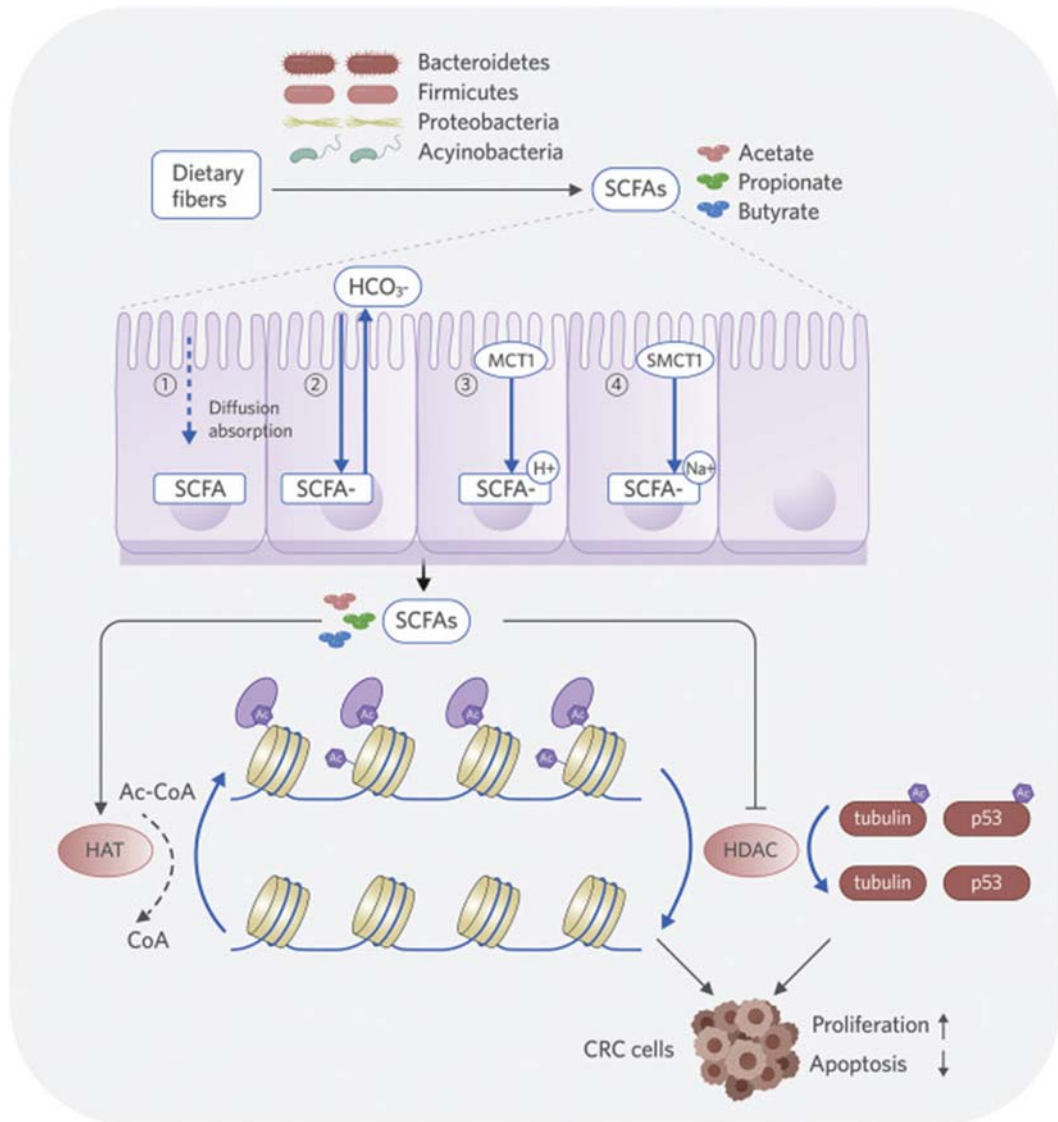 Bacteroidetes
Firmicutes
Proteobacteria
Acyinobacteria
Dietary
fibers
SCFAs
Acetate
Propionate
Butyrate
HCO₃-
①
Diffusion
absorption
SCFA
②
SCFA-
③
MCT1
H+
SCFA-
④
SMCT1
Na+
SCFA-
SCFAs
Ac
Ac
Ac
Ac
Ac
Ac
Ac-CoA
HAT
CoA
HDAC
Ac
tubulin
Ac
p53
tubulin
p53
CRC cells
Proliferation ↑
Apoptosis ↓